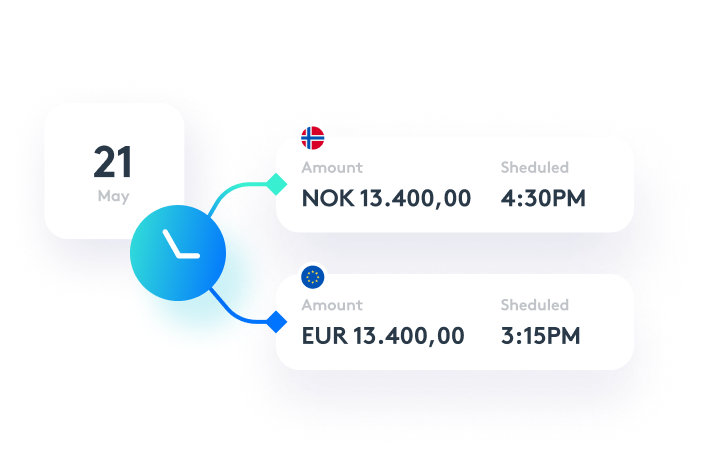 21
May
Amount
Sheduled
NOK 13.400,00
4:30PM
Amount
Sheduled
EUR 13.400,00
3:15PM